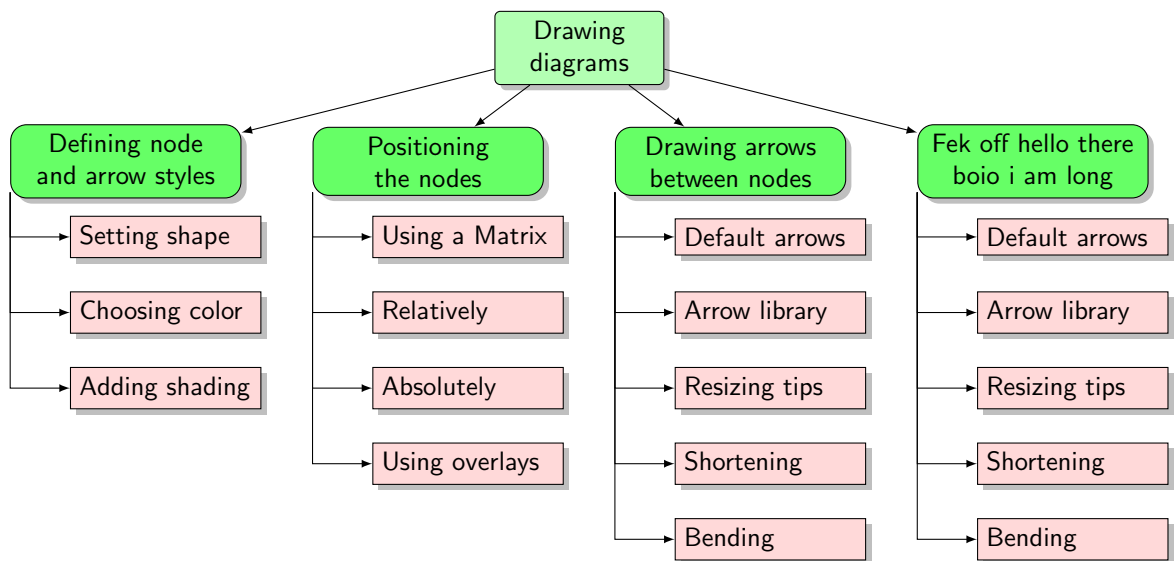 Drawing
diagrams
Defining node
and arrow styles
Setting shape
Choosing color
Adding shading
Positioning
the nodes
Using a Matrix
Relatively
Absolutely
Using overlays
Drawing arrows
between nodes
Default arrows
Arrow library
Resizing tips
Shortening
Bending
Fek off hello there
boio i am long
Default arrows
Arrow library
Resizing tips
Shortening
Bending